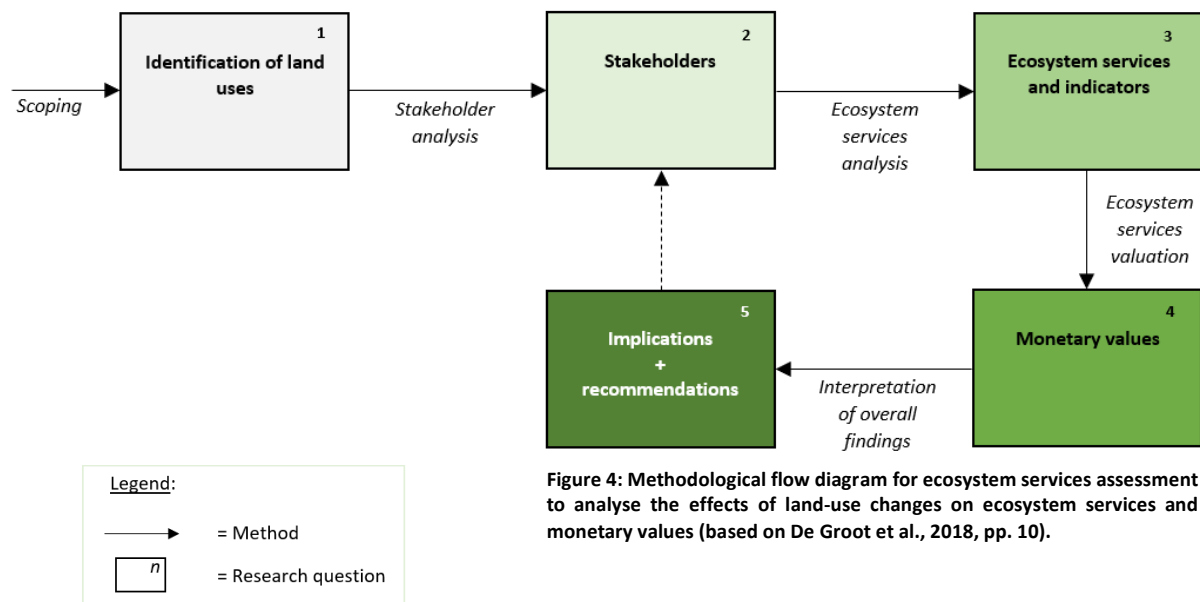 1
Identification of land
uses
2
Stakeholders
3
Ecosystem services
and indicators
Scoping
Stakeholder
analysis
Ecosystem
services
analysis
Ecosystem
services
valuation
5
Implications
+
recommendations
4
Monetary values
Interpretation
of overall
findings
Legend:
= Method
n
= Research question
Figure 4: Methodological flow diagram for ecosystem services assessment
to analyse the effects of land-use changes on ecosystem services and
monetary values (based on De Groot et al., 2018, pp. 10).